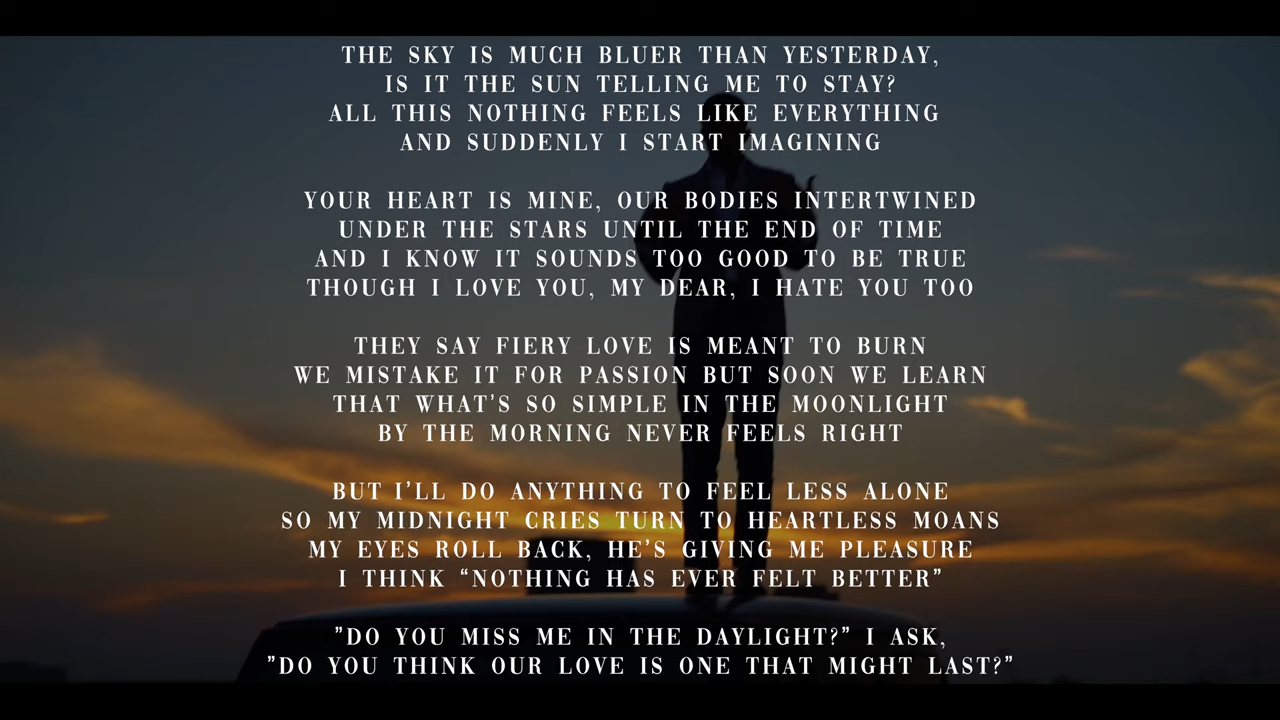 THE SKY IS MUCH BLUER THAN YESTERDAY,
IS IT THE SUN TELLING ME TO STAY?
ALL THIS NOTHING FEELS LIKE EVERYTHING
AND SUDDENLY I START IMAGINING
YOUR HEART IS MINE, OUR BODIES INTERTWINED
UNDER THE STARS UNTIL THE END OF TIME
AND I KNOW IT SOUNDS TOO GOOD TO BE TRUE
THOUGH I LOVE YOU, MY DEAR, I HATE YOU TOO
THEY SAY FIERY LOVE IS MEANT TO BURN
WE MISTAKE IT FOR PASSION BUT SOON WE LEARN
THAT WHAT’S SO SIMPLE IN THE MOONLIGHT
BY THE MORNING NEVER FEELS RIGHT
BUT I’LL DO ANYTHING TO FEEL LESS ALONE
SO MY MIDNIGHT CRIES TURN TO HEARTLESS MOANS
MY EYES ROLL BACK, HE’S GIVING ME PLEASURE
I THINK “NOTHING HAS EVER FELT BETTER”
”DO YOU MISS ME IN THE DAYLIGHT?” I ASK,
”DO YOU THINK OUR LOVE IS ONE THAT MIGHT LAST?”